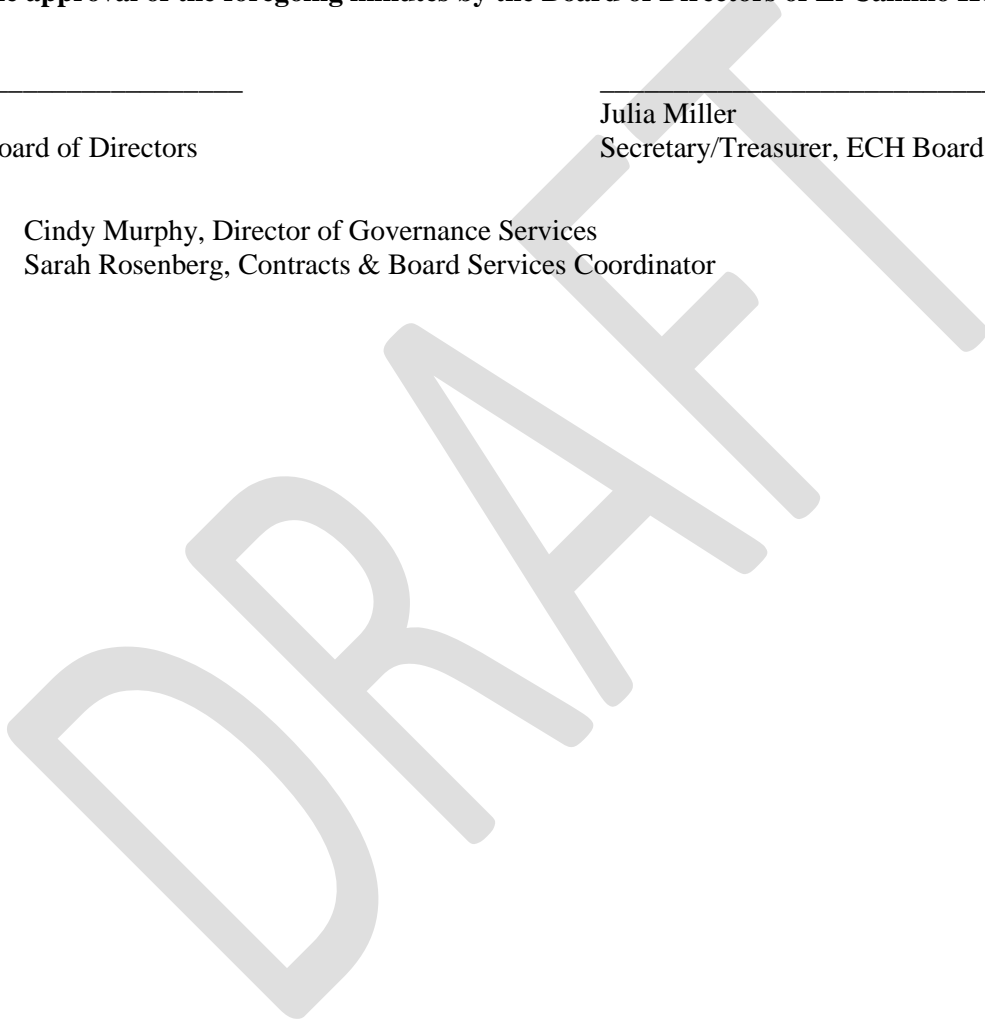 approval of the foregoing minutes by the Board of Directors of El Camino
Julia Miller
Board of Directors Secretary/Treasurer, ECH Board
Cindy Murphy, Director of Governance Services
Sarah Rosenberg, Contracts & Board Services Coordinator
DRAFT